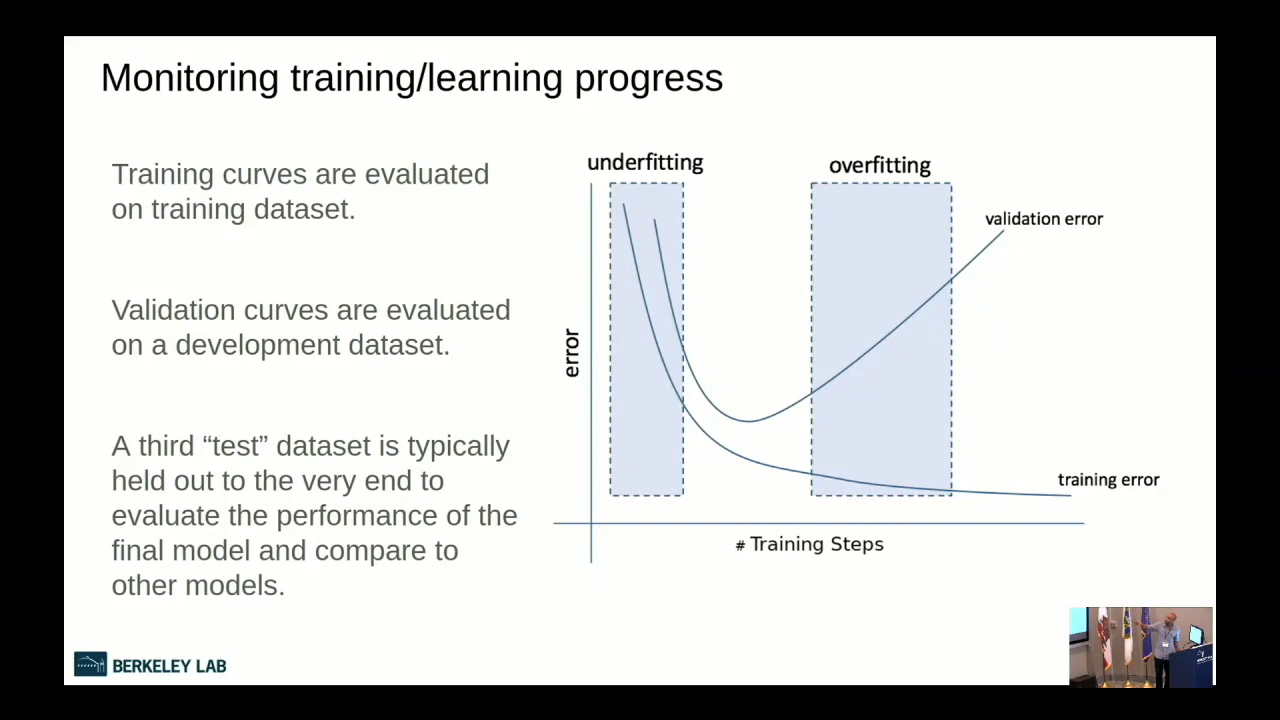 Monitoring training/learning progress
Training curves are evaluated
on training dataset.
Validation curves are evaluated
on a development dataset.
A third “test” dataset is typically
held out to the very end to
evaluate the performance of the
final model and compare to
other models.
underfitting
overfitting
validation error
error
training error
# Training Steps
BERKELEY LAB